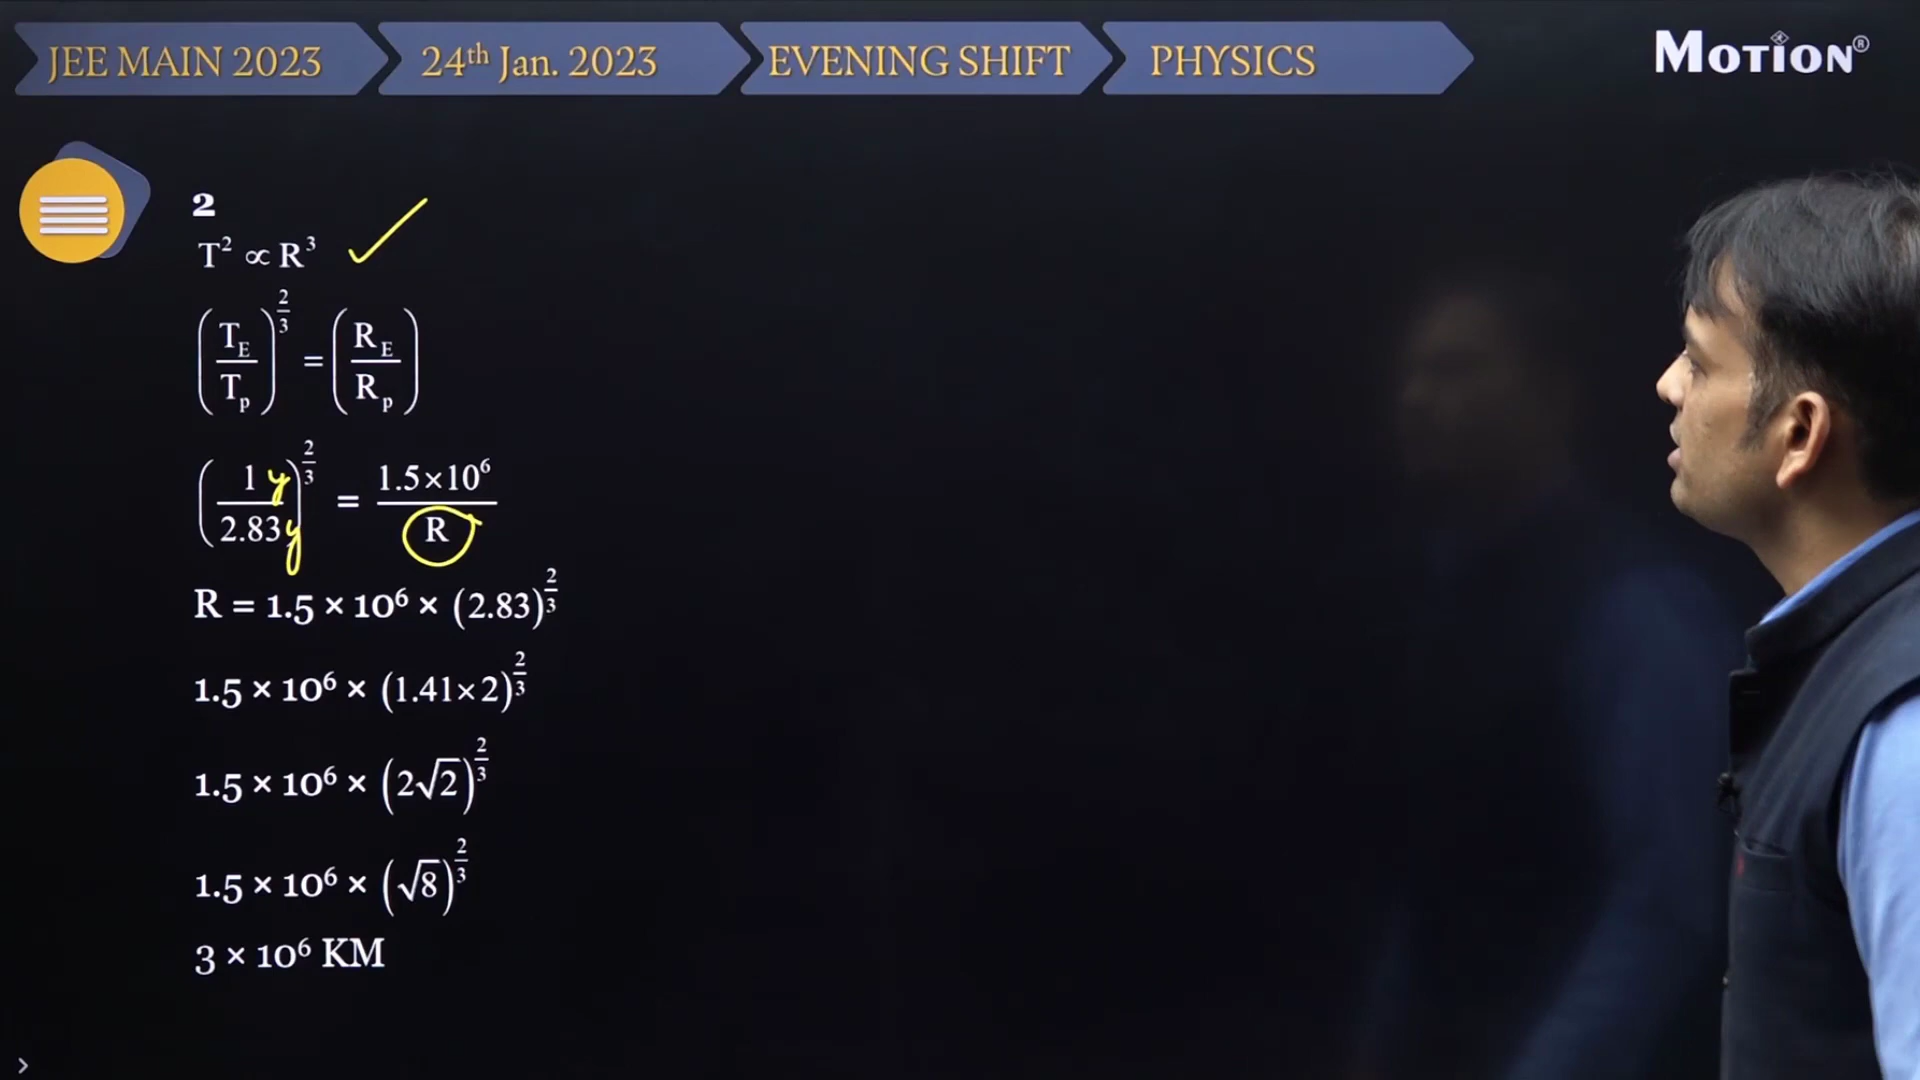 JEE MAIN 2023 24th Jan. 2023 EVENING SHIFT PHYSICS MOTION®
2
T² ∝ R³
(T_E/T_p)^(2/3) = (R_E/R_p)
(1y/2.83y)^(2/3) = 1.5×10⁶/R
R = 1.5 × 10⁶ × (2.83)^(2/3)
1.5 × 10⁶ × (1.41×2)^(2/3)
1.5 × 10⁶ × (2√2)^(2/3)
1.5 × 10⁶ × (√8)^(2/3)
3 × 10⁶ KM